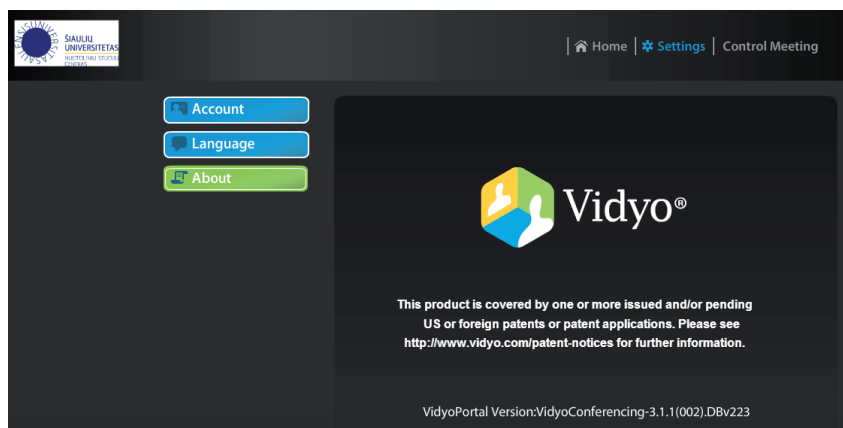 ŠIAULIŲ
UNIVERSITETAS
Home
Settings
Control Meeting
Account
Language
About
Vidyo®
This product is covered by one or more issued and/or pending
US or foreign patents or patent applications. Please see
http://www.vidyo.com/patent-notices for further information.
VidyoPortal Version:VidyoConferencing-3.1.1(002).DBv223